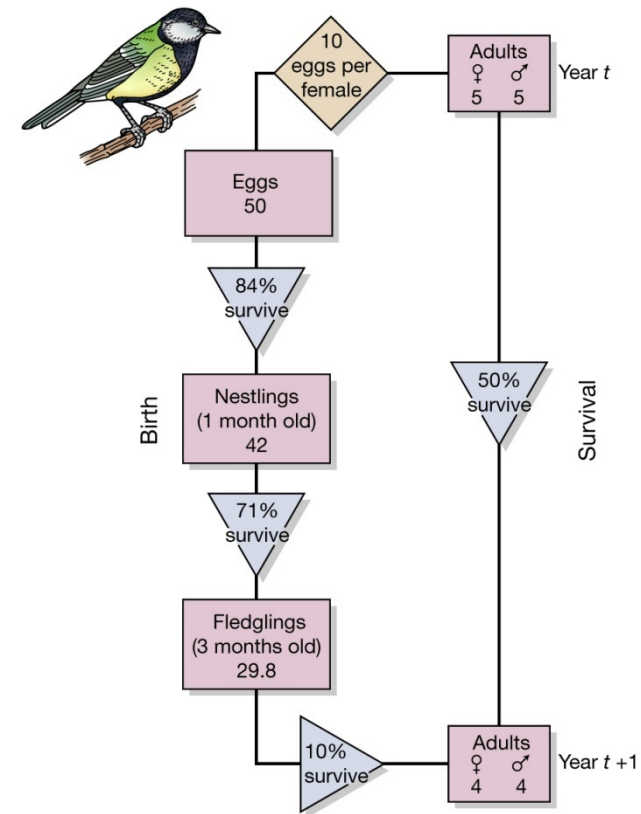 10
eggs per
female
Adults
♀ ♂
5 5
Year t
Eggs
50
84%
survive
Nestlings
(1 month old)
42
Birth
50%
survive
Survival
71%
survive
Fledglings
(3 months old)
29.8
10%
survive
Adults
♀ ♂
4 4
Year t +1